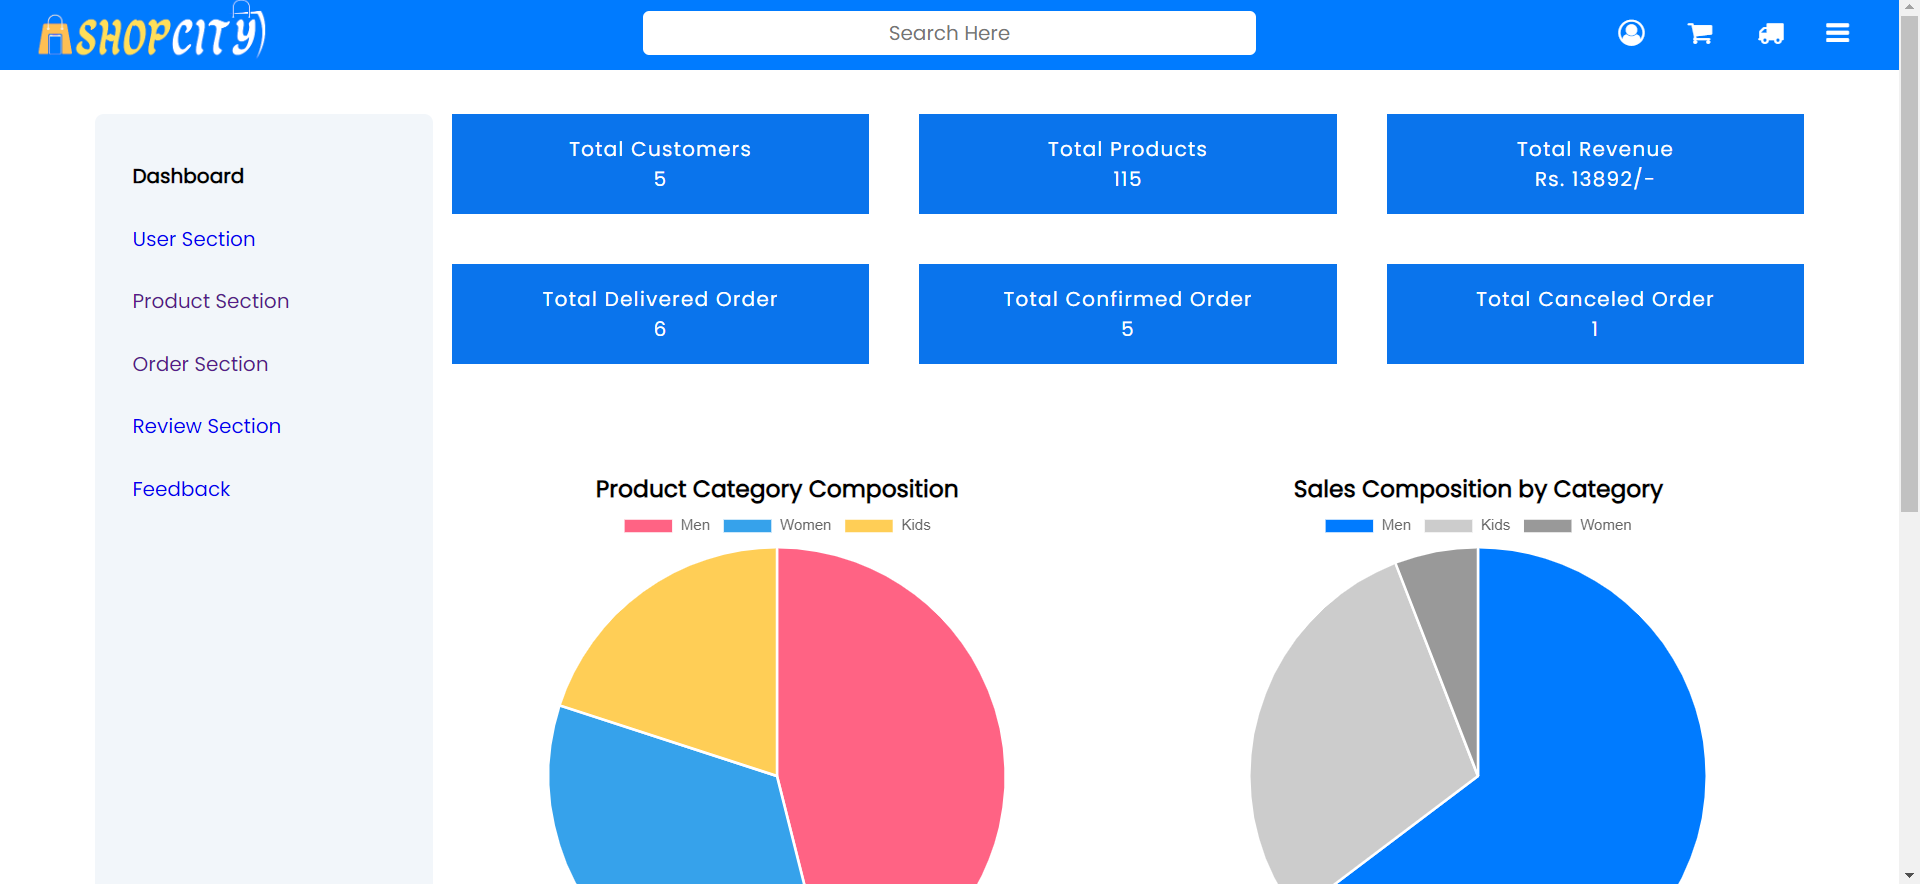 SHOPCITY
Search Here
Dashboard
User Section
Product Section
Order Section
Review Section
Feedback
Total Customers
5
Total Products
115
Total Revenue
Rs. 13892/-
Total Delivered Order
6
Total Confirmed Order
5
Total Canceled Order
1
Product Category Composition
Men Women Kids
Sales Composition by Category
Men Kids Women